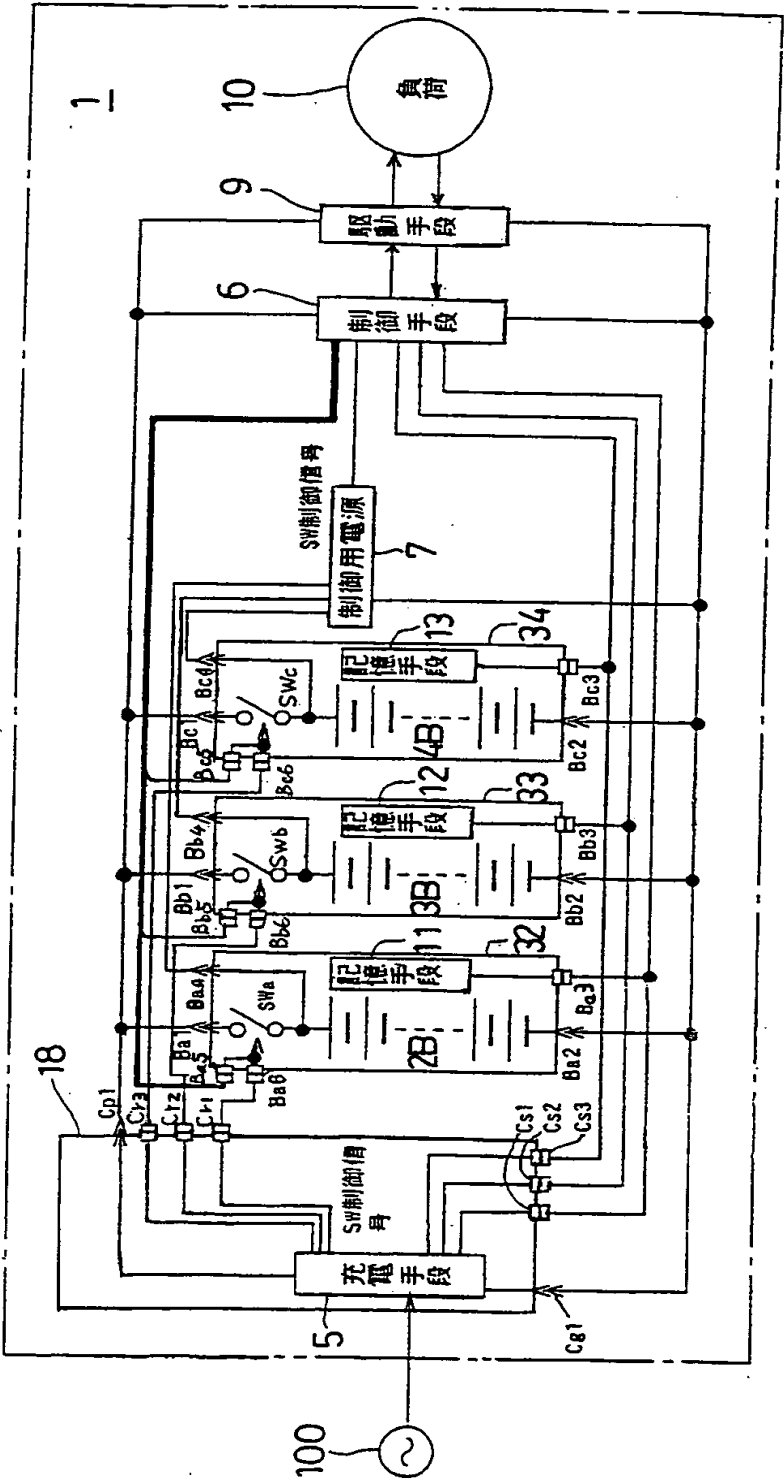 1
10
負荷
9
駆動手段
6
制御手段
SW制御信号
制御用電源
7
Bc4
Bc1
Bc5
SWc
Bc6
記憶手段
13
34
4B
Bc3
Bc2
Bb4
Bb1
Bb5
SWb
Bb6
記憶手段
12
33
3B
Bb3
Bb2
Ba4
Ba1
Ba5
SWa
Ba6
記憶手段
11
32
2B
Ba3
Ba2
18
Cp1
Cr3
Cr2
Cr1
SW制御信
号
Cs1
Cs2
Cs3
充電手段
5
Cg1
100